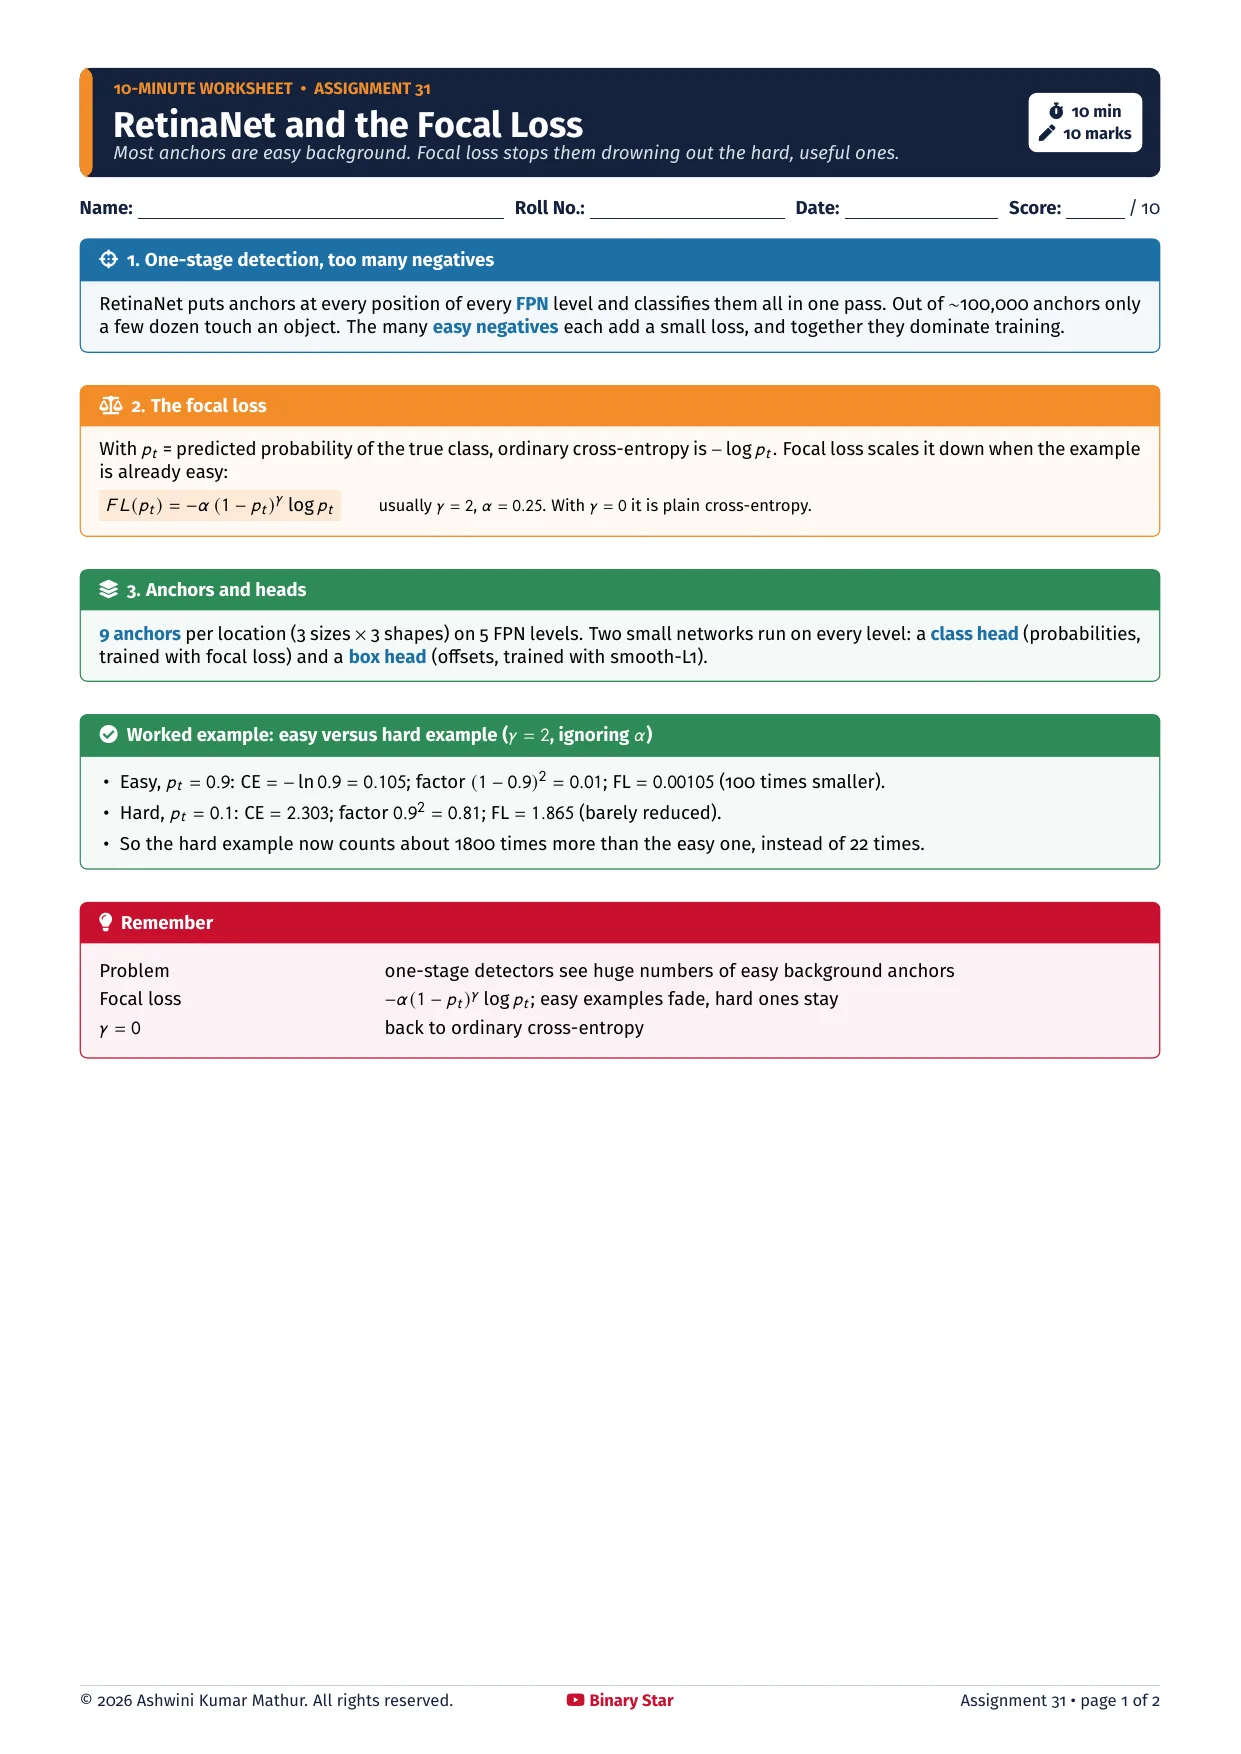 10-MINUTE WORKSHEET • ASSIGNMENT 31
RetinaNet and the Focal Loss
Most anchors are easy background. Focal loss stops them drowning out the hard, useful ones.
10 min
10 marks
Name: Roll No.: Date: Score: / 10
1. One-stage detection, too many negatives
RetinaNet puts anchors at every position of every FPN level and classifies them all in one pass. Out of ~100,000 anchors only
a few dozen touch an object. The many easy negatives each add a small loss, and together they dominate training.
2. The focal loss
With pₜ = predicted probability of the true class, ordinary cross-entropy is − log pₜ. Focal loss scales it down when the example
is already easy:
FL(pₜ) = −α (1 − pₜ)^γ log pₜ usually γ = 2, α = 0.25. With γ = 0 it is plain cross-entropy.
3. Anchors and heads
9 anchors per location (3 sizes × 3 shapes) on 5 FPN levels. Two small networks run on every level: a class head (probabilities,
trained with focal loss) and a box head (offsets, trained with smooth-L1).
Worked example: easy versus hard example (γ = 2, ignoring α)
• Easy, pₜ = 0.9: CE = − ln 0.9 = 0.105; factor (1 − 0.9)² = 0.01; FL = 0.00105 (100 times smaller).
• Hard, pₜ = 0.1: CE = 2.303; factor 0.9² = 0.81; FL = 1.865 (barely reduced).
• So the hard example now counts about 1800 times more than the easy one, instead of 22 times.
Remember
Problem one-stage detectors see huge numbers of easy background anchors
Focal loss −α(1 − pₜ)^γ log pₜ; easy examples fade, hard ones stay
γ = 0 back to ordinary cross-entropy
© 2026 Ashwini Kumar Mathur. All rights reserved. Binary Star Assignment 31 • page 1 of 2